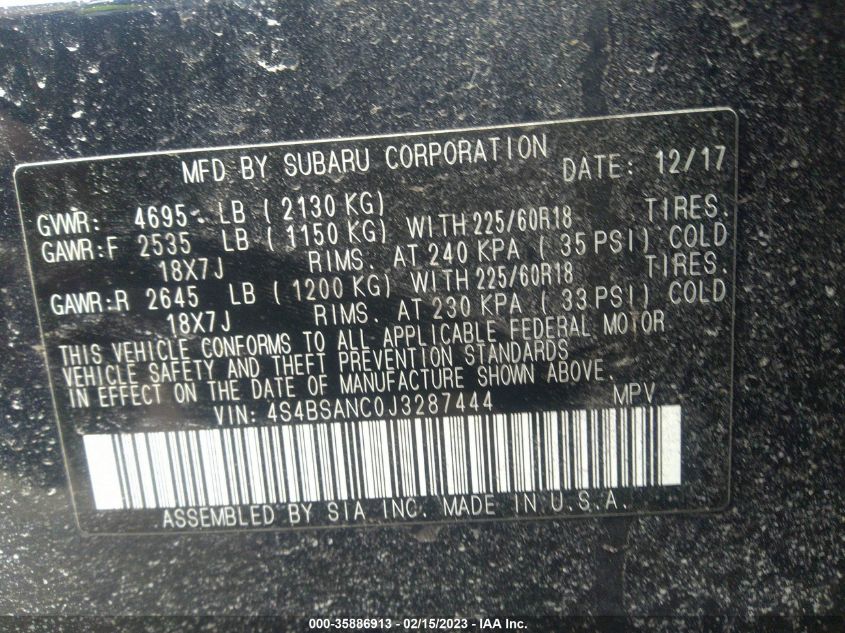 MFD BY SUBARU CORPORATION DATE: 12/17
GVWR: 4695 LB ( 2130 KG)
GAWR:F 2535 LB ( 1150 KG) WITH 225/60R18 TIRES.
18X7J RIMS. AT 240 KPA ( 35 PSI) COLD
GAWR:R 2645 LB ( 1200 KG) WITH 225/60R18 TIRES.
18X7J RIMS. AT 230 KPA ( 33 PSI) COLD
THIS VEHICLE CONFORMS TO ALL APPLICABLE FEDERAL MOTOR
VEHICLE SAFETY AND THEFT PREVENTION STANDARDS
IN EFFECT ON THE DATE OF MANUFACTURE SHOWN ABOVE.
VIN: 4S4BSANC0J3287444 MPV
ASSEMBLED BY SIA INC. MADE IN U.S.A.
000-35886913 - 02/15/2023 - IAA Inc.